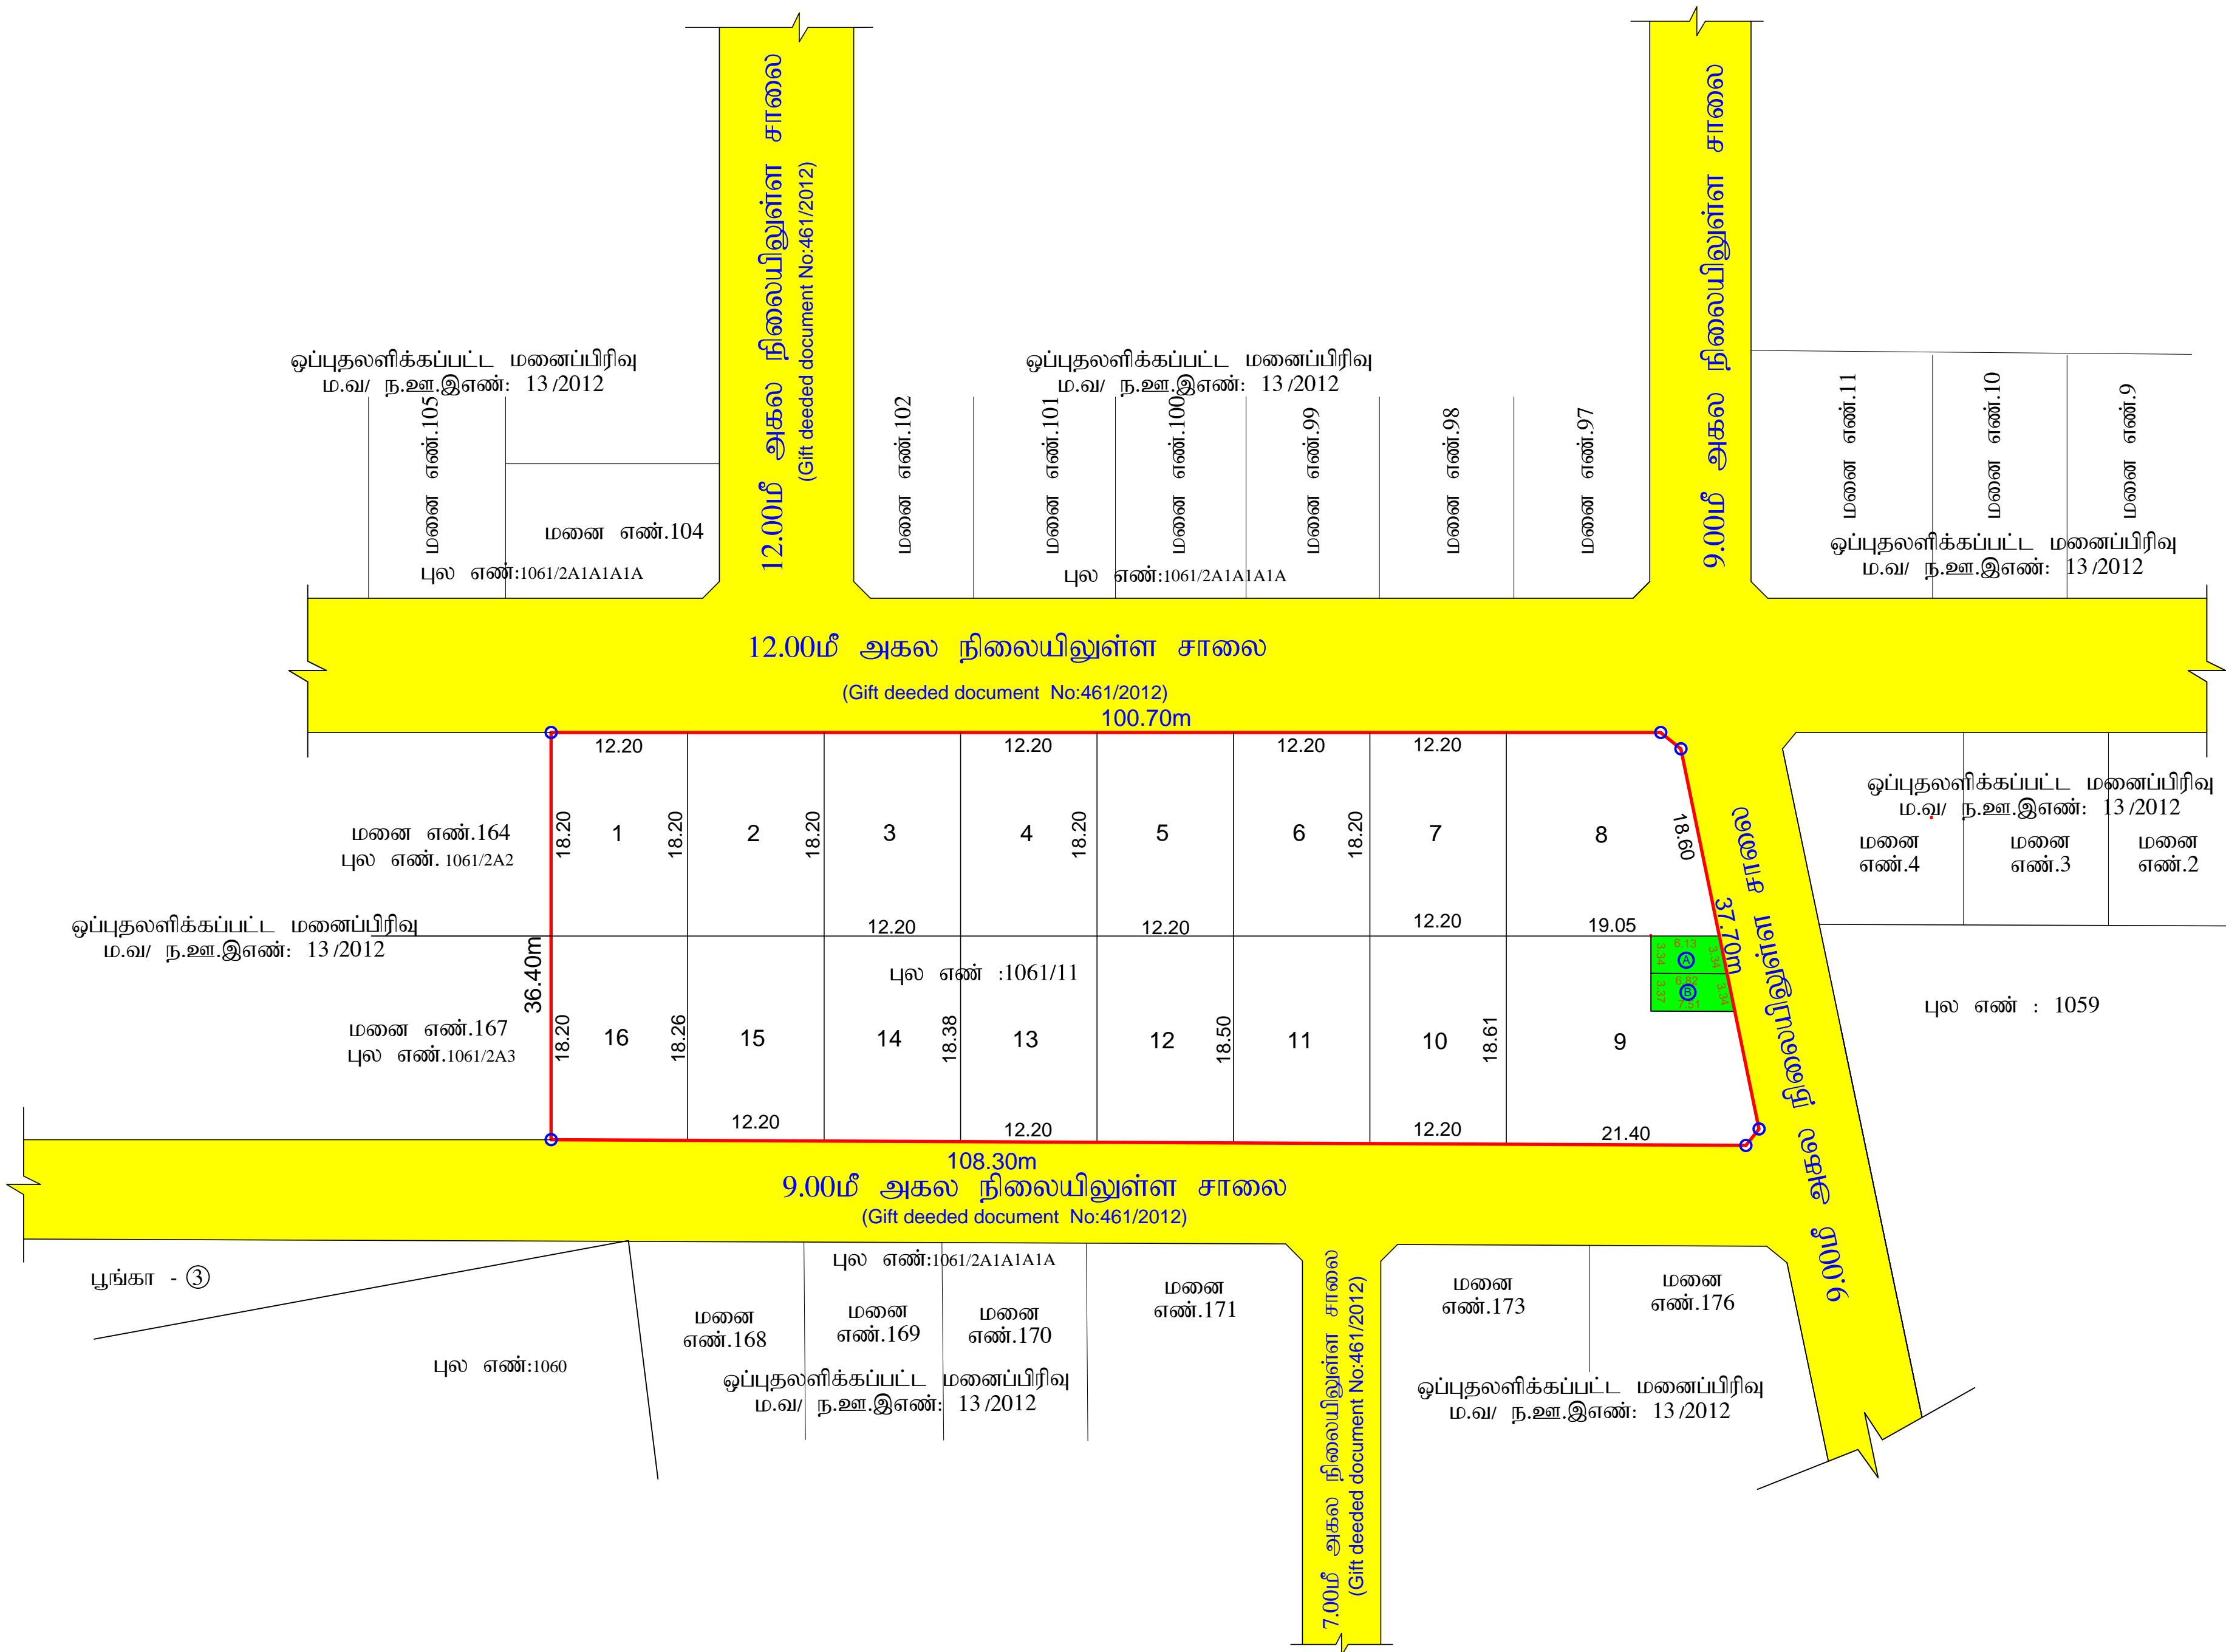 12.00மீ அகல நிலையிலுள்ள சாலை
(Gift deeded document No:461/2012)
9.00மீ அகல நிலையிலுள்ள சாலை
ஒப்புதலளிக்கப்பட்ட மனைப்பிரிவு
ம.வ/ ந.ஊ.இஎண்: 13/2012
மனை எண்.105
மனை எண்.104
புல எண்:1061/2A1A1A1A
ஒப்புதலளிக்கப்பட்ட மனைப்பிரிவு
ம.வ/ ந.ஊ.இஎண்: 13/2012
மனை எண்.102
மனை எண்.101
மனை எண்.100
மனை எண்.99
மனை எண்.98
மனை எண்.97
புல எண்:1061/2A1A1A1A
மனை எண்.11
மனை எண்.10
மனை எண்.9
ஒப்புதலளிக்கப்பட்ட மனைப்பிரிவு
ம.வ/ ந.ஊ.இஎண்: 13/2012
12.00மீ அகல நிலையிலுள்ள சாலை
(Gift deeded document No:461/2012)
100.70m
12.20
12.20
12.20
12.20
மனை எண்.164
புல எண். 1061/2A2
18.20
1
18.20
2
18.20
3
4
18.20
5
6
18.20
7
8
18.60
ஒப்புதலளிக்கப்பட்ட மனைப்பிரிவு
ம.வ/ ந.ஊ.இஎண்: 13/2012
மனை
எண்.4
மனை
எண்.3
மனை
எண்.2
ஒப்புதலளிக்கப்பட்ட மனைப்பிரிவு
ம.வ/ ந.ஊ.இஎண்: 13/2012
36.40m
12.20
12.20
12.20
19.05
37.70m
புல எண் :1061/11
3.34
6.13
A
3.34
3.37
6.82
B
3.34
9.00மீ அகல நிலையிலுள்ள சாலை
புல எண் : 1059
மனை எண்.167
புல எண்.1061/2A3
18.20
16
18.26
15
14
18.38
13
12
18.50
11
10
18.61
9
12.20
12.20
12.20
21.40
108.30m
9.00மீ அகல நிலையிலுள்ள சாலை
(Gift deeded document No:461/2012)
பூங்கா - ③
புல எண்:1060
புல எண்:1061/2A1A1A1A
மனை
எண்.168
மனை
எண்.169
மனை
எண்.170
மனை
எண்.171
ஒப்புதலளிக்கப்பட்ட மனைப்பிரிவு
ம.வ/ ந.ஊ.இஎண்: 13/2012
7.00மீ அகல நிலையிலுள்ள சாலை
(Gift deeded document No:461/2012)
மனை
எண்.173
மனை
எண்.176
ஒப்புதலளிக்கப்பட்ட மனைப்பிரிவு
ம.வ/ ந.ஊ.இஎண்: 13/2012